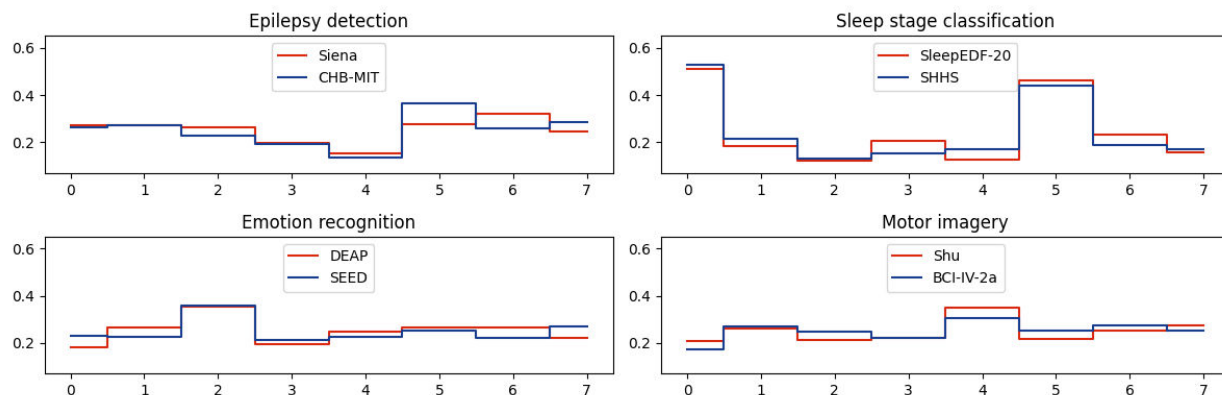 Epilepsy detection
0.6
0.4
0.2
Siena
CHB-MIT
0 1 2 3 4 5 6 7
Sleep stage classification
0.6
0.4
0.2
SleepEDF-20
SHHS
0 1 2 3 4 5 6 7
Emotion recognition
0.6
0.4
0.2
DEAP
SEED
0 1 2 3 4 5 6 7
Motor imagery
0.6
0.4
0.2
Shu
BCI-IV-2a
0 1 2 3 4 5 6 7